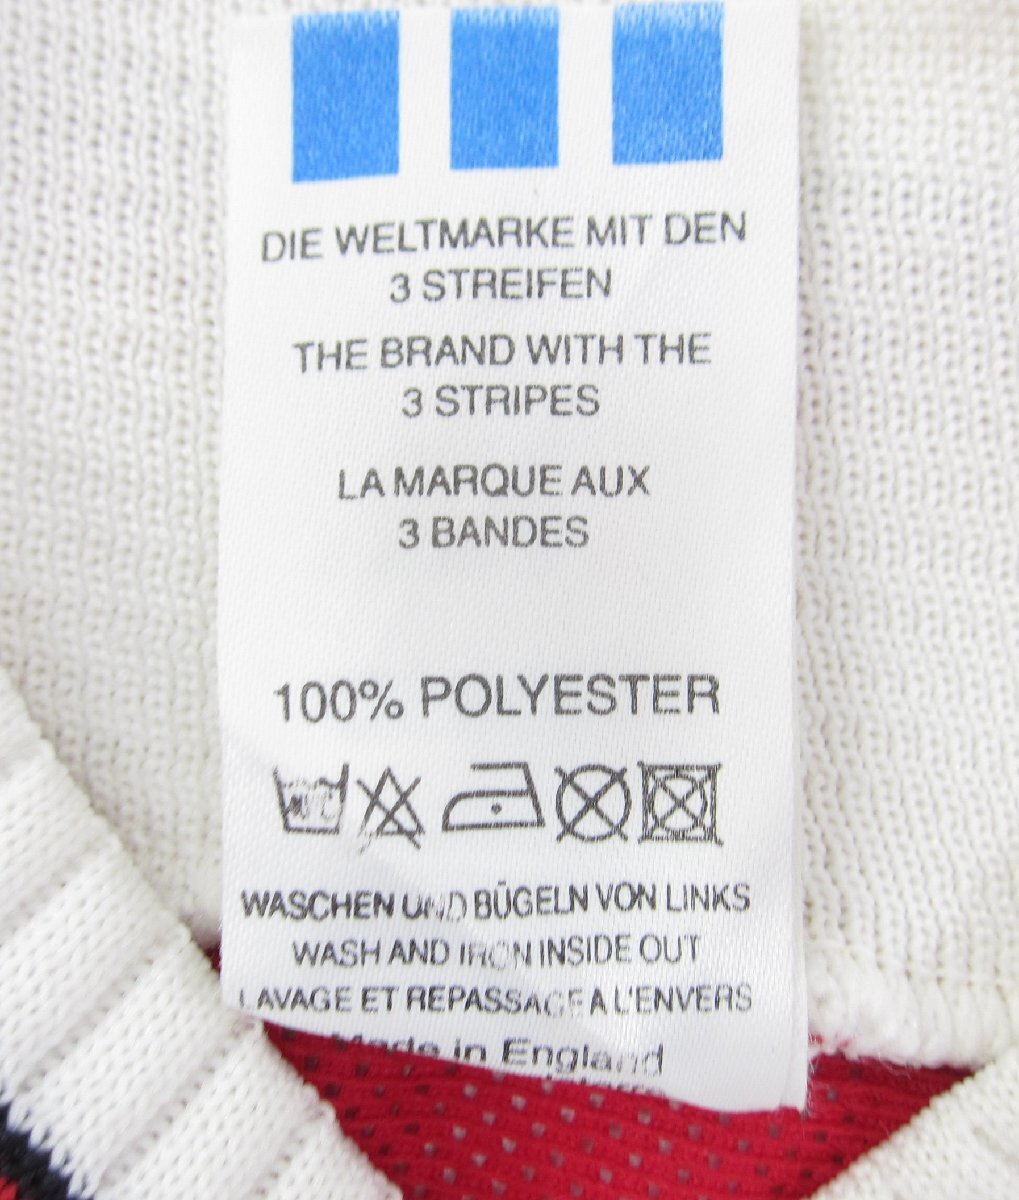 DIE WELTMARKE MIT DEN
3 STREIFEN
THE BRAND WITH THE
3 STRIPES
LA MARQUE AUX
3 BANDES
100% POLYESTER
WASCHEN UND BÜGELN VON LINKS
WASH AND IRON INSIDE OUT
LAVAGE ET REPASSAGE A L'ENVERS
Made in England